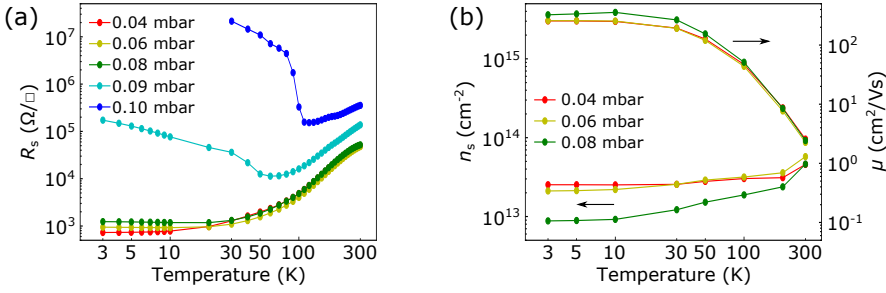 (a)
R_s (Ω/□)
10⁷
10⁶
10⁵
10⁴
10³
0.04 mbar
0.06 mbar
0.08 mbar
0.09 mbar
0.10 mbar
3 5 10 30 50 100 300
Temperature (K)
(b)
n_s (cm⁻²)
10¹⁵
10¹⁴
10¹³
0.04 mbar
0.06 mbar
0.08 mbar
3 5 10 30 50 100 300
Temperature (K)
10²
10¹
10⁰
10⁻¹
μ (cm²/Vs)